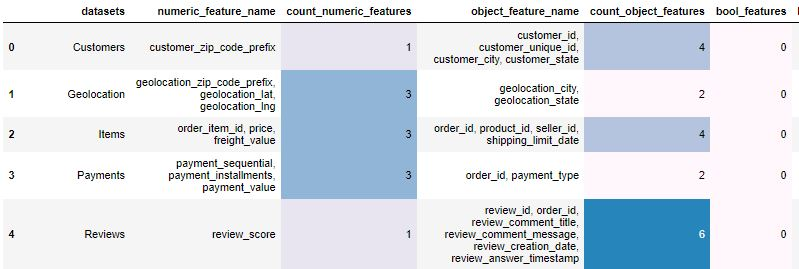 datasets numeric_feature_name count_numeric_features object_feature_name count_object_features bool_features
0 Customers customer_zip_code_prefix 1 customer_id, customer_unique_id, customer_city, customer_state 4 0
1 Geolocation geolocation_zip_code_prefix, geolocation_lat, geolocation_lng 3 geolocation_city, geolocation_state 2 0
2 Items order_item_id, price, freight_value 3 order_id, product_id, seller_id, shipping_limit_date 4 0
3 Payments payment_sequential, payment_installments, payment_value 3 order_id, payment_type 2 0
4 Reviews review_score 1 review_id, order_id, review_comment_title, review_comment_message, review_creation_date, review_answer_timestamp 6 0